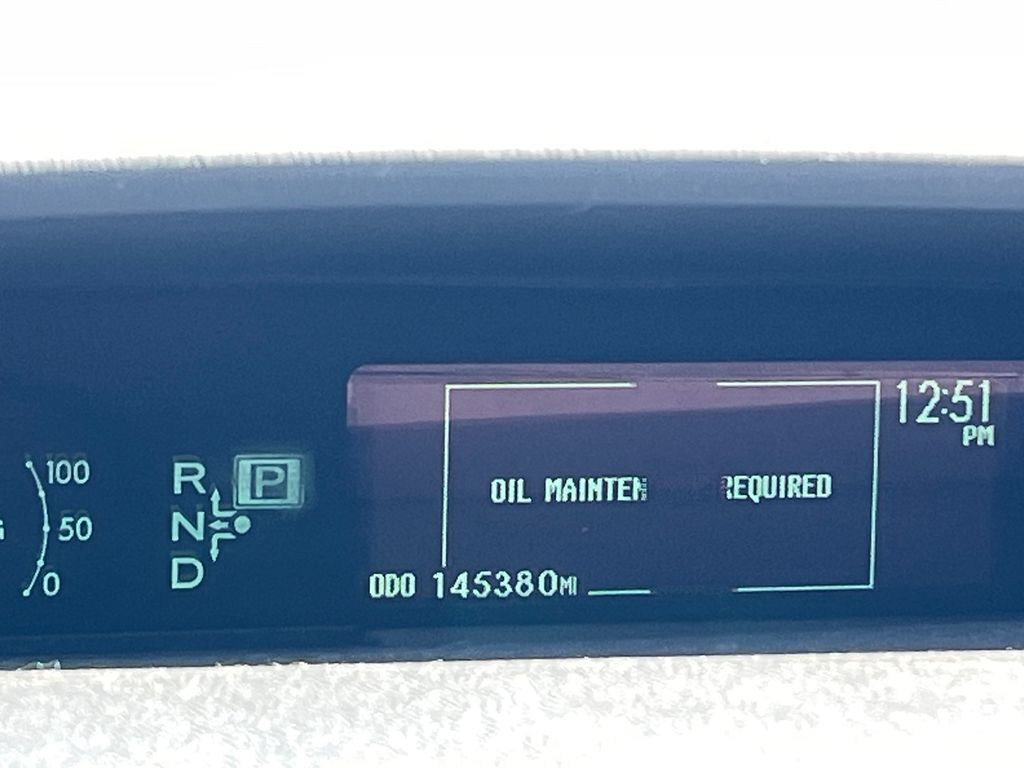 12:51
PM
100
50
0
R P
N
D
OIL MAINTEN REQUIRED
ODO 145380MI